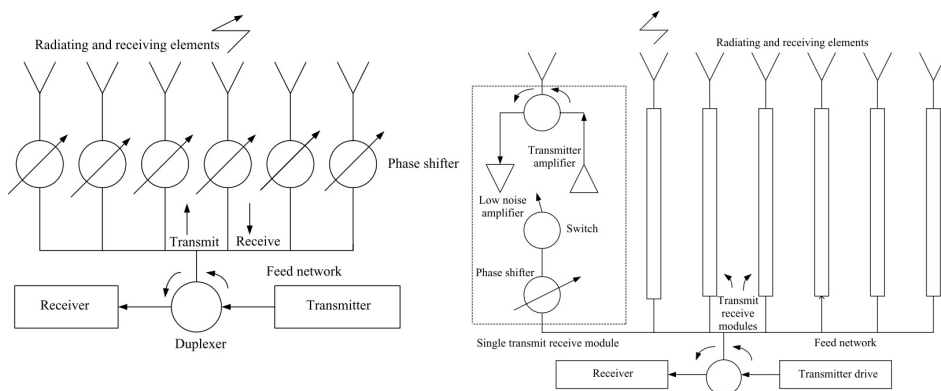 Radiating and receiving elements
Phase shifter
Transmit
Receive
Feed network
Receiver
Transmitter
Duplexer
Radiating and receiving elements
Transmitter
amplifier
Low noise
amplifier
Switch
Phase shifter
Transmit
receive
modules
Single transmit receive module
Feed network
Receiver
Transmitter drive